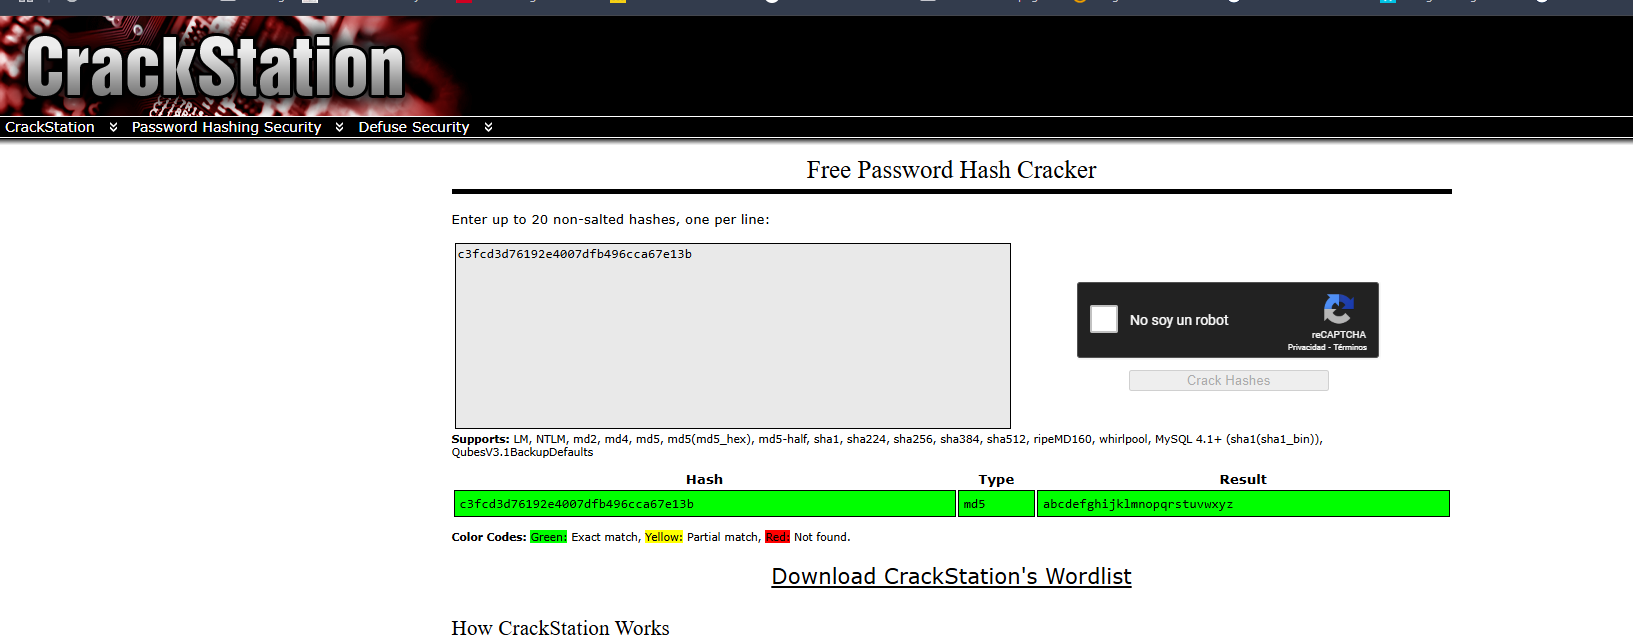 CrackStation
CrackStation Password Hashing Security Defuse Security
Free Password Hash Cracker
Enter up to 20 non-salted hashes, one per line:
c3fcd3d76192e4007dfb496cca67e13b
No soy un robot
reCAPTCHA
Privacidad - Términos
Crack Hashes
Supports: LM, NTLM, md2, md4, md5, md5(md5_hex), md5-half, sha1, sha224, sha256, sha384, sha512, ripeMD160, whirlpool, MySQL 4.1+ (sha1(sha1_bin)),
QubesV3.1BackupDefaults
Hash Type Result
c3fcd3d76192e4007dfb496cca67e13b md5 abcdefghijklmnopqrstuvwxyz
Color Codes: Green: Exact match, Yellow: Partial match, Red: Not found.
Download CrackStation's Wordlist
How CrackStation Works